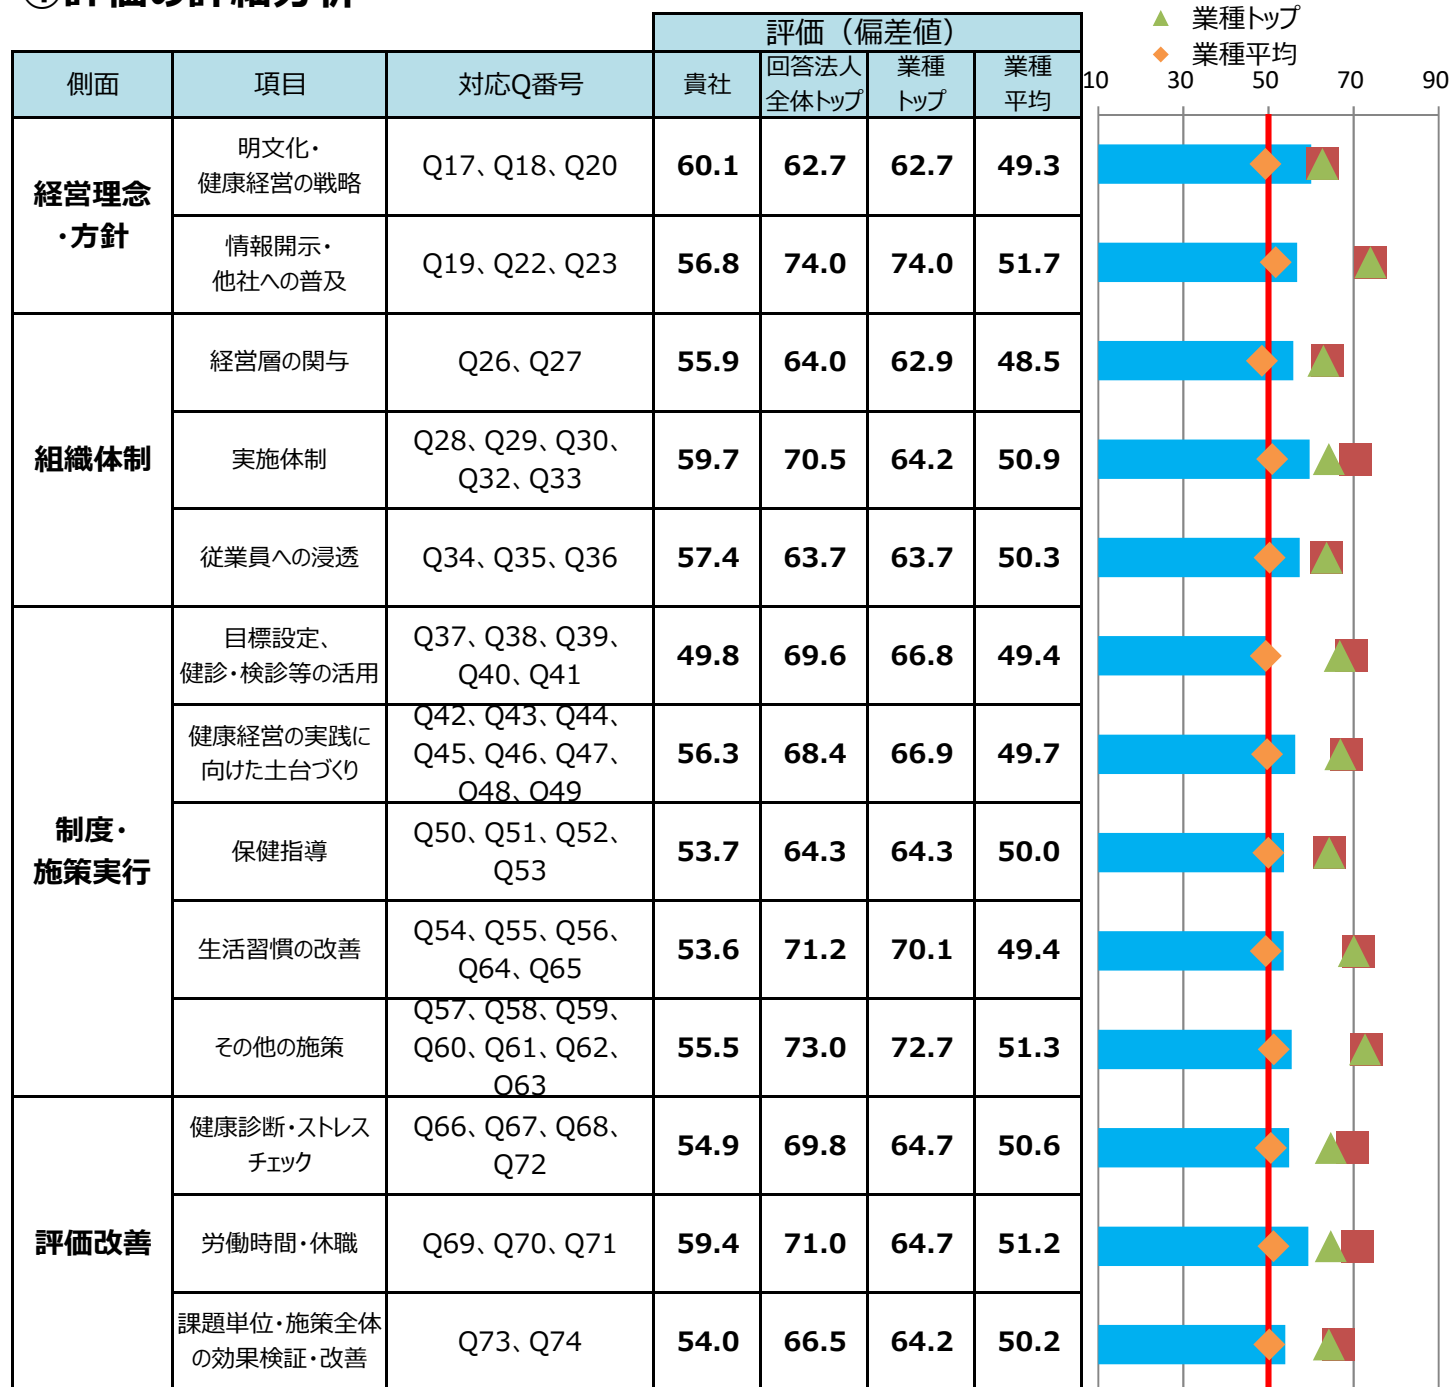 ①評価の詳細分析
業種トップ
業種平均
評価（偏差値）
側面 項目 対応Q番号 貴社 回答法人 業種 業種
全体トップ トップ 平均
10 30 50 70 90
経営理念
・方針
明文化・
健康経営の戦略
Q17、Q18、Q20 60.1 62.7 62.7 49.3
情報開示・
他社への普及
Q19、Q22、Q23 56.8 74.0 74.0 51.7
組織体制
経営層の関与 Q26、Q27 55.9 64.0 62.9 48.5
実施体制
Q28、Q29、Q30、
Q32、Q33
59.7 70.5 64.2 50.9
従業員への浸透 Q34、Q35、Q36 57.4 63.7 63.7 50.3
制度・
施策実行
目標設定、
健診・検診等の活用
Q37、Q38、Q39、
Q40、Q41
49.8 69.6 66.8 49.4
健康経営の実践に
向けた土台づくり
Q42、Q43、Q44、
Q45、Q46、Q47、
Q48、Q49
56.3 68.4 66.9 49.7
保健指導
Q50、Q51、Q52、
Q53
53.7 64.3 64.3 50.0
生活習慣の改善
Q54、Q55、Q56、
Q64、Q65
53.6 71.2 70.1 49.4
その他の施策
Q57、Q58、Q59、
Q60、Q61、Q62、
Q63
55.5 73.0 72.7 51.3
評価改善
健康診断・ストレス
チェック
Q66、Q67、Q68、
Q72
54.9 69.8 64.7 50.6
労働時間・休職 Q69、Q70、Q71 59.4 71.0 64.7 51.2
課題単位・施策全体
の効果検証・改善
Q73、Q74 54.0 66.5 64.2 50.2